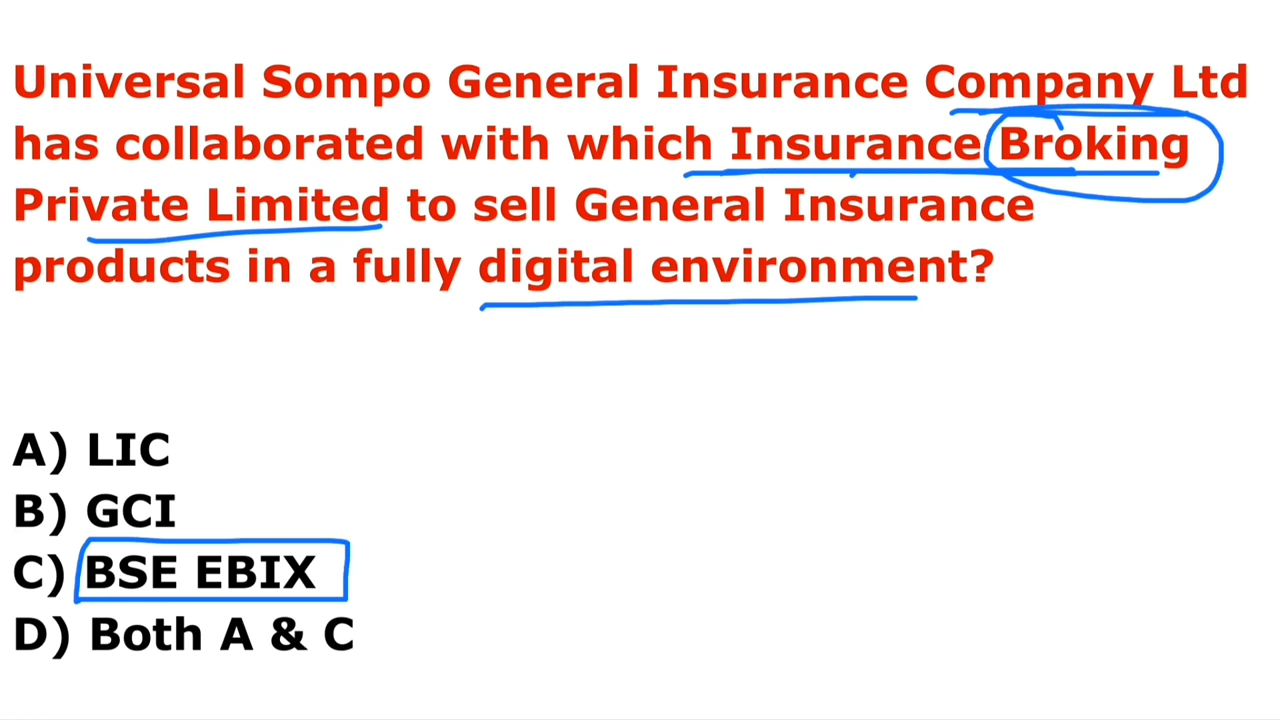 Universal Sompo General Insurance Company Ltd
has collaborated with which Insurance Broking
Private Limited to sell General Insurance
products in a fully digital environment?
A) LIC
B) GCI
C) BSE EBIX
D) Both A & C